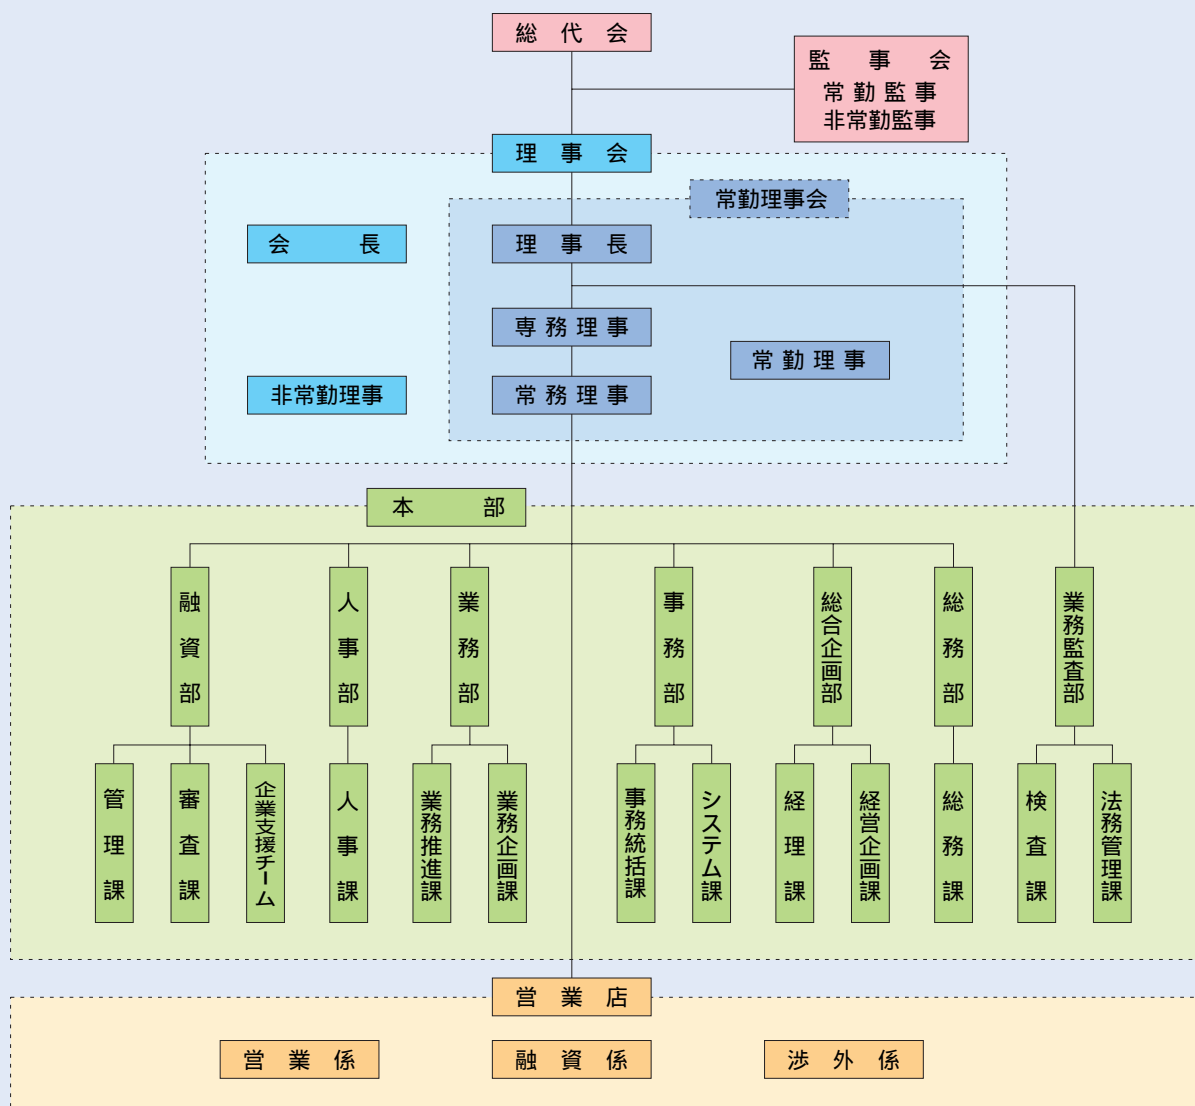 総代会
監事会
常勤監事
非常勤監事
理事会
常勤理事会
会長
理事長
専務理事
常勤理事
非常勤理事
常務理事
本部
融資部
人事部
業務部
事務部
総合企画部
総務部
業務監査部
管理課
審査課
企業支援チーム
人事課
業務推進課
業務企画課
事務統括課
システム課
経理課
経営企画課
総務課
検査課
法務管理課
営業店
営業係
融資係
渉外係